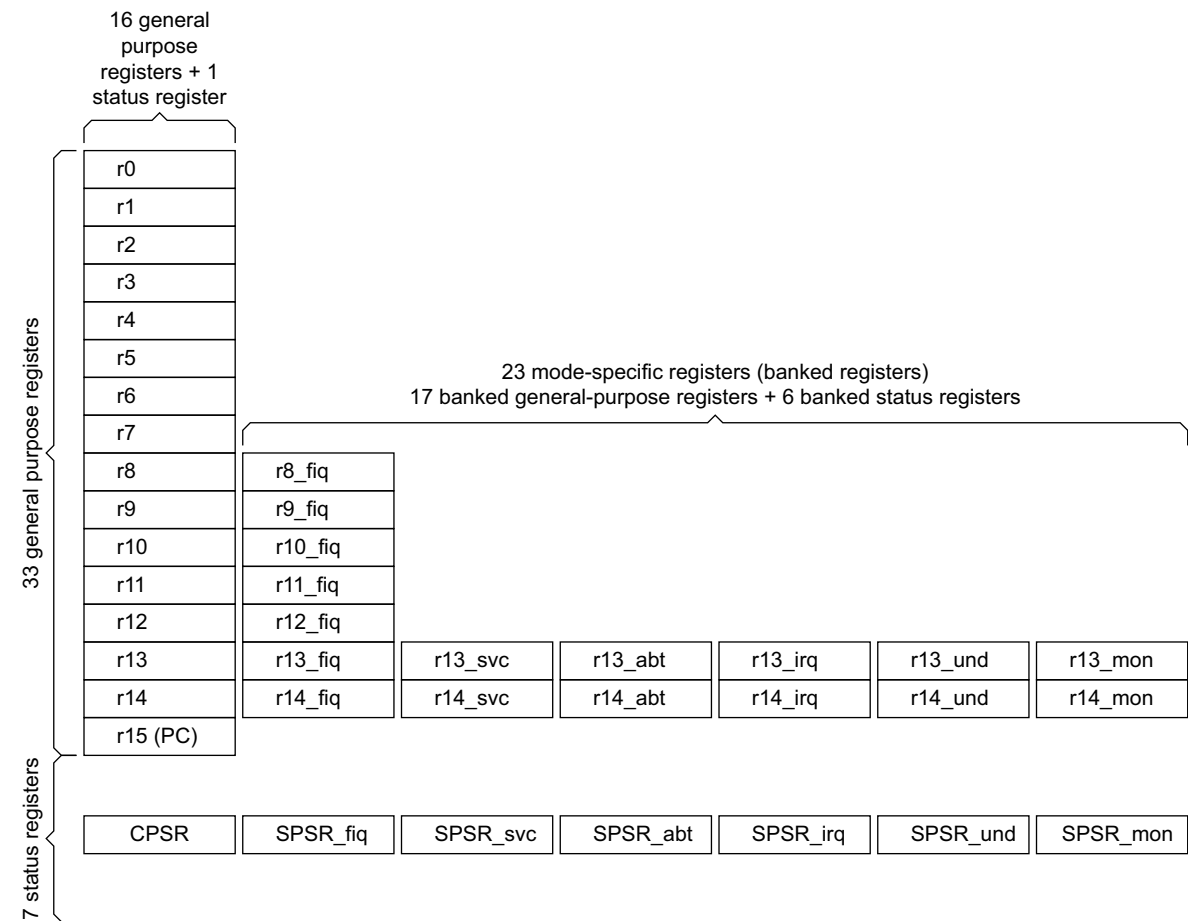 16 general
purpose
registers + 1
status register
33 general purpose registers
r0
r1
r2
r3
r4
r5
r6
r7
23 mode-specific registers (banked registers)
17 banked general-purpose registers + 6 banked status registers
r8 r8_fiq
r9 r9_fiq
r10 r10_fiq
r11 r11_fiq
r12 r12_fiq
r13 r13_fiq r13_svc r13_abt r13_irq r13_und r13_mon
r14 r14_fiq r14_svc r14_abt r14_irq r14_und r14_mon
r15 (PC)
7 status registers
CPSR SPSR_fiq SPSR_svc SPSR_abt SPSR_irq SPSR_und SPSR_mon